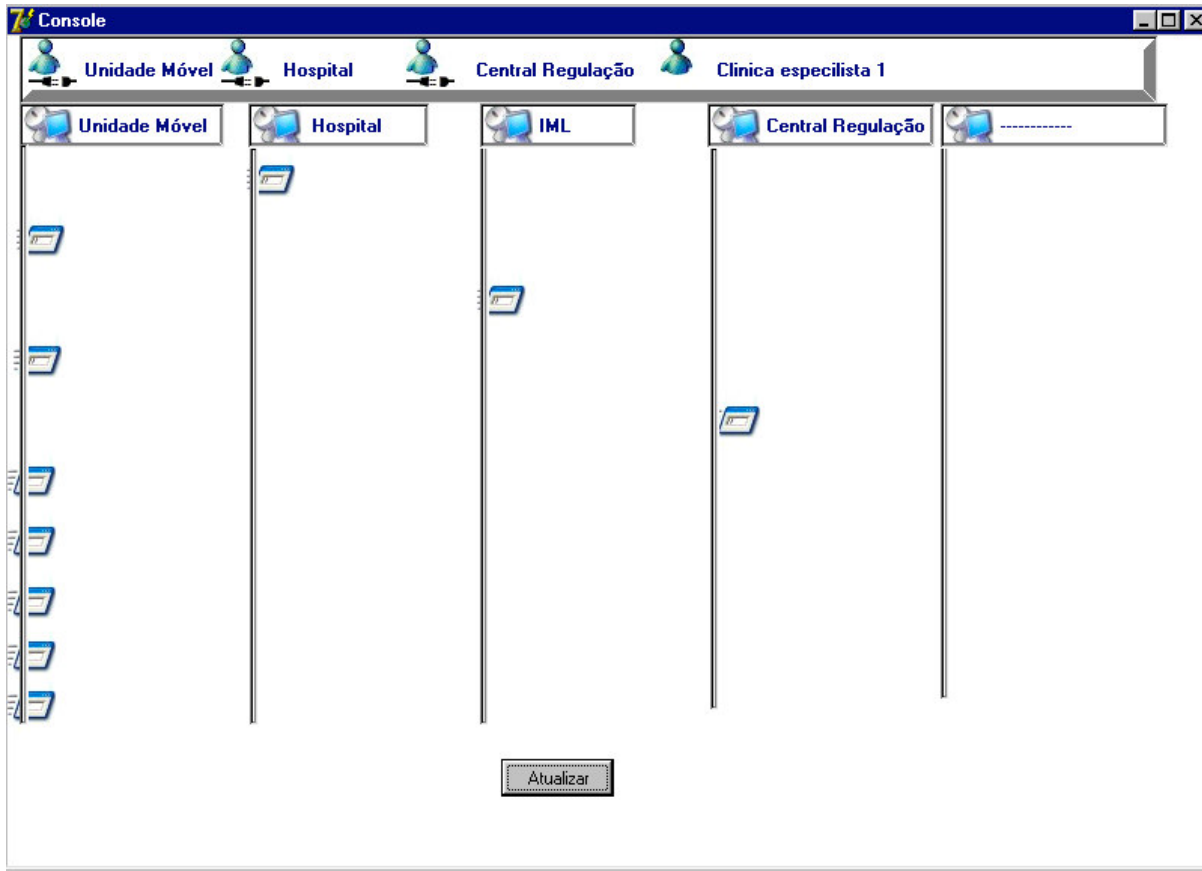 Console
Unidade Móvel Hospital Central Regulação Clinica especilista 1
Unidade Móvel Hospital IML Central Regulação ------------
Atualizar